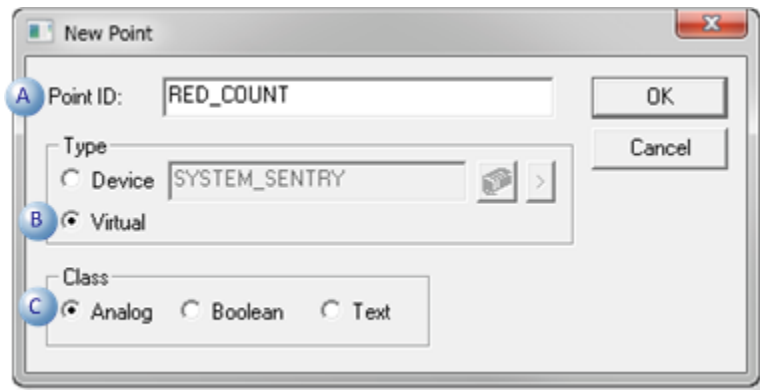 New Point
A Point ID: RED_COUNT OK
Type Cancel
Device SYSTEM_SENTRY >
B Virtual
Class
C Analog Boolean Text